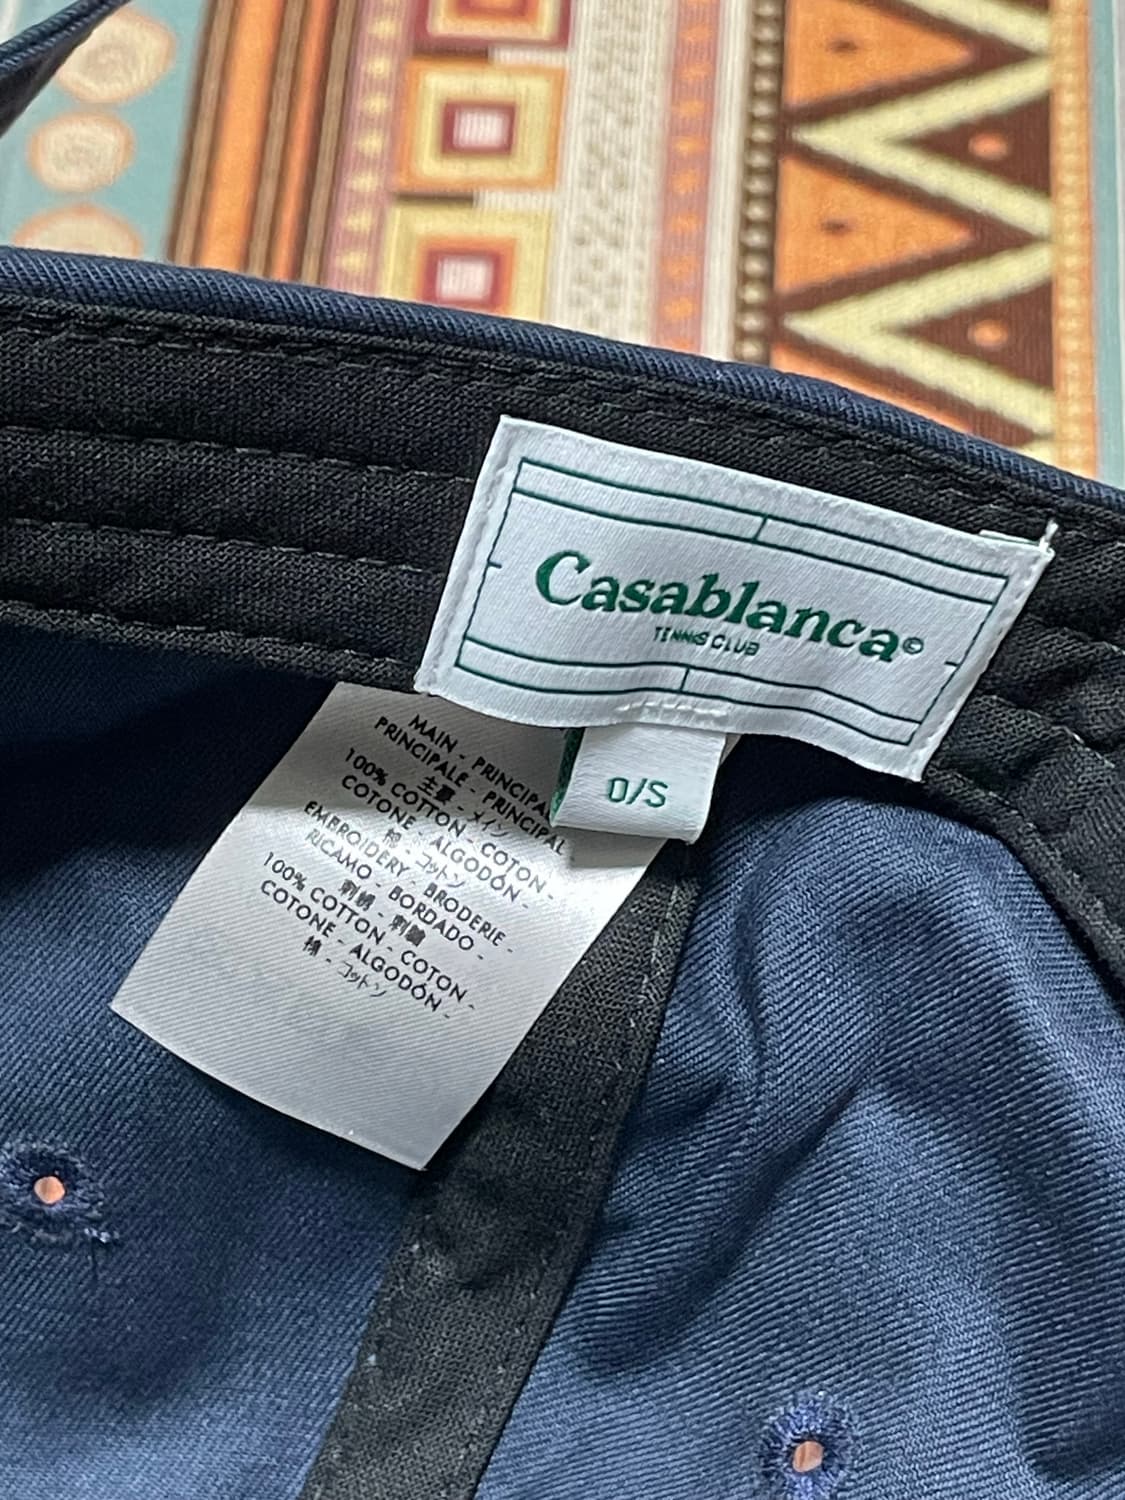 Casablanca©
TENNIS CLUB
O/S
MAIN - PRINCIPAL
PRINCIPALE - PRINCIPAL
主要 - メイン
100% COTTON - COTON -
COTONE - ALGODÓN -
棉 - コットン
EMBROIDERY - BRODERIE -
RICAMO - BORDADO -
刺绣 - 刺繍
100% COTTON - COTON -
COTONE - ALGODÓN -
棉 - コットン